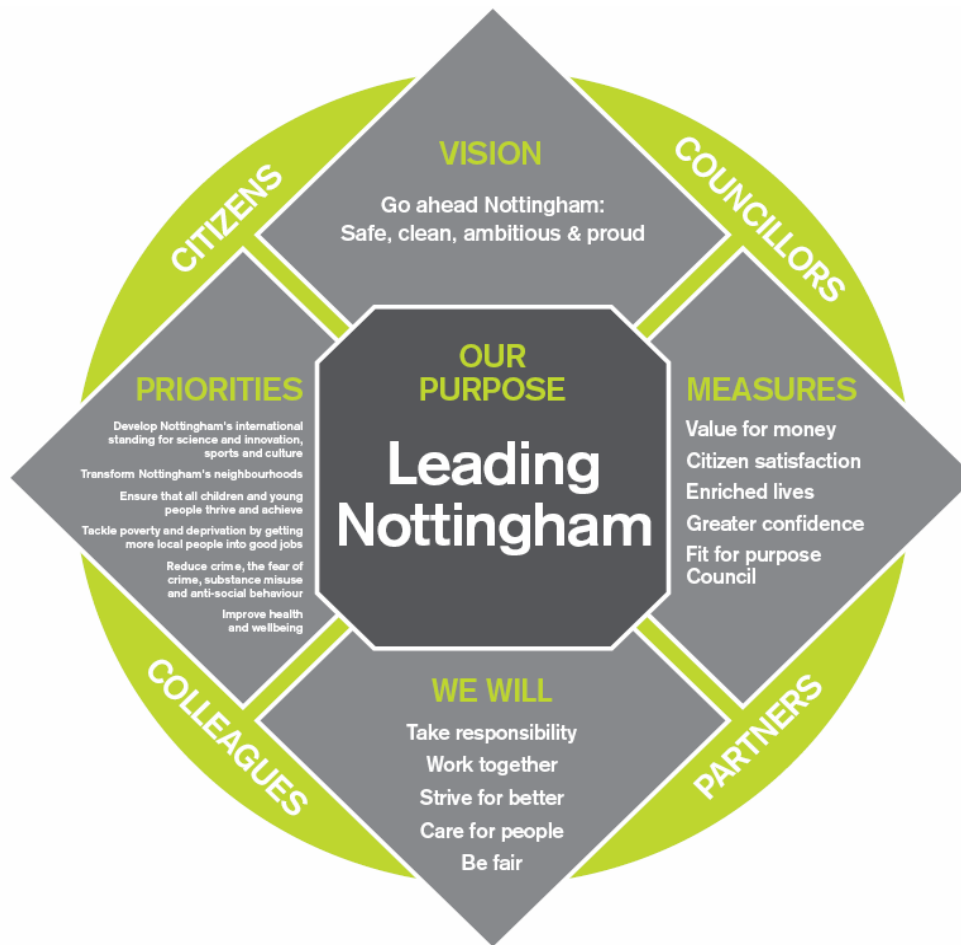 CITIZENS
COUNCILLORS
VISION
Go ahead Nottingham:
Safe, clean, ambitious & proud
PRIORITIES
Develop Nottingham's international
standing for science and innovation,
sports and culture
Transform Nottingham's neighbourhoods
Ensure that all children and young
people thrive and achieve
Tackle poverty and deprivation by getting
more local people into good jobs
Reduce crime, the fear of
crime, substance misuse
and anti-social behaviour
Improve health
and wellbeing
OUR
PURPOSE
Leading
Nottingham
MEASURES
Value for money
Citizen satisfaction
Enriched lives
Greater confidence
Fit for purpose
Council
WE WILL
Take responsibility
Work together
Strive for better
Care for people
Be fair
COLLEAGUES
PARTNERS